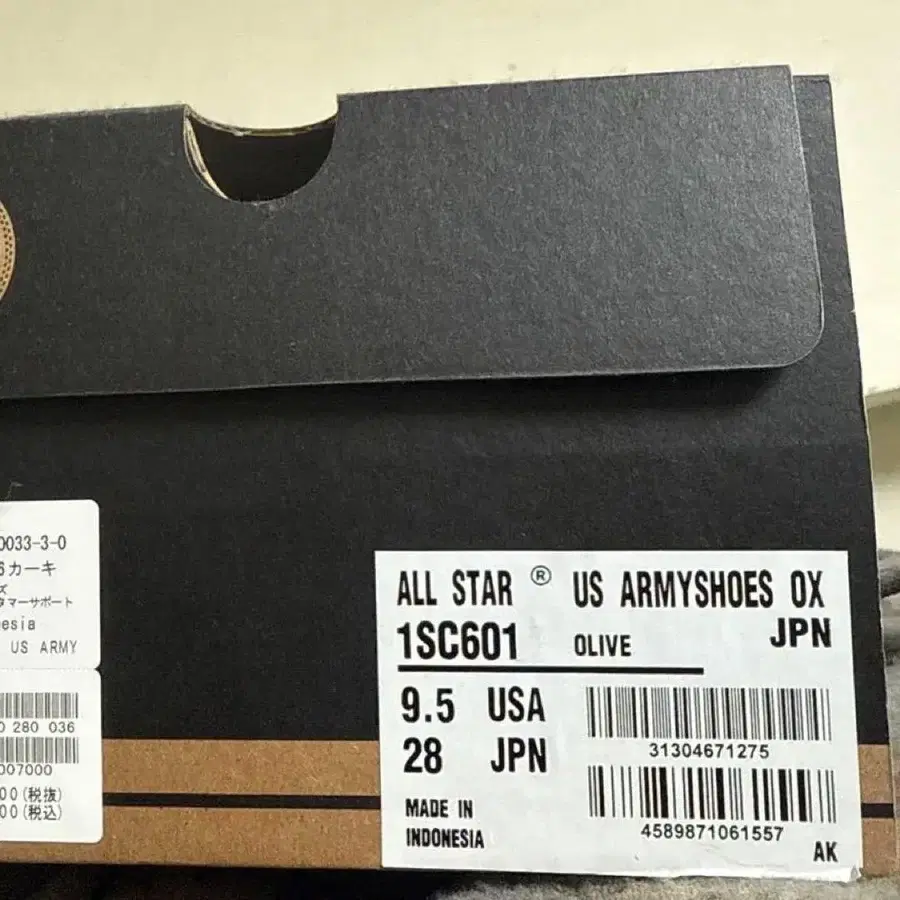 0033-3-0
6カーキ
ズ
タマーサポート
nesia
US ARMY
0 280 036
007000
00(税抜)
00(税込)
ALL STAR ® US ARMYSHOES OX
1SC601 OLIVE JPN
9.5 USA
28 JPN
31304671275
4589871061557
MADE IN
INDONESIA
AK